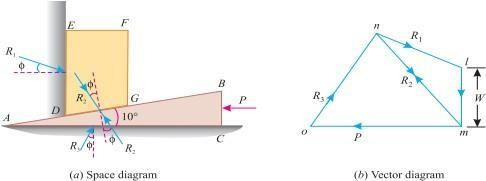 E
F
R₁
ϕ
R₂
ϕ
D
G
10°
B
P
A
C
R₃
ϕ
ϕ
R₂
(a) Space diagram
n
R₁
l
R₃
R₂
W
o
P
m
(b) Vector diagram